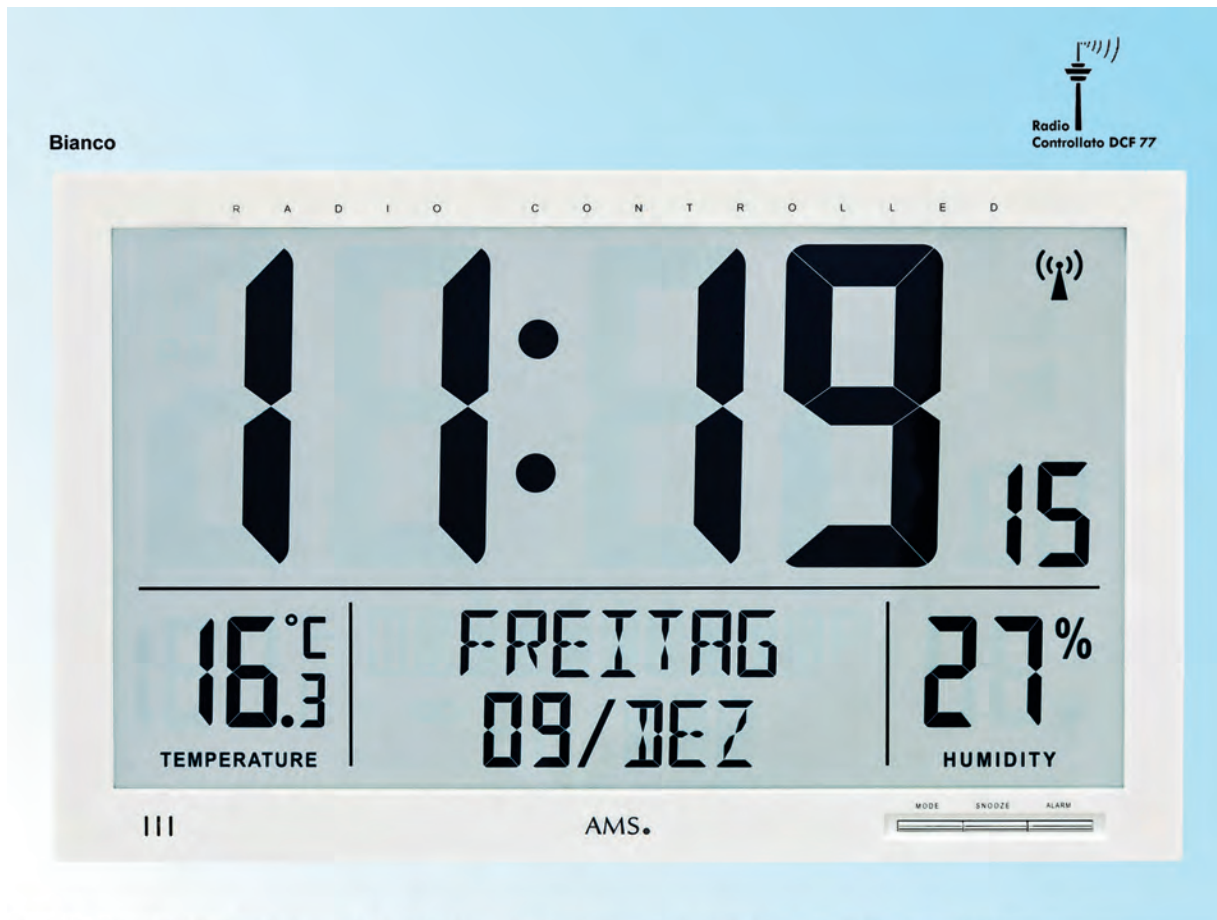 Radio
Controllato DCF 77
Bianco
RADIO CONTROLLED
11:19
15
16.3 °C
TEMPERATURE
FREITAG
09/DEZ
27%
HUMIDITY
MODE SNOOZE ALARM
AMS.